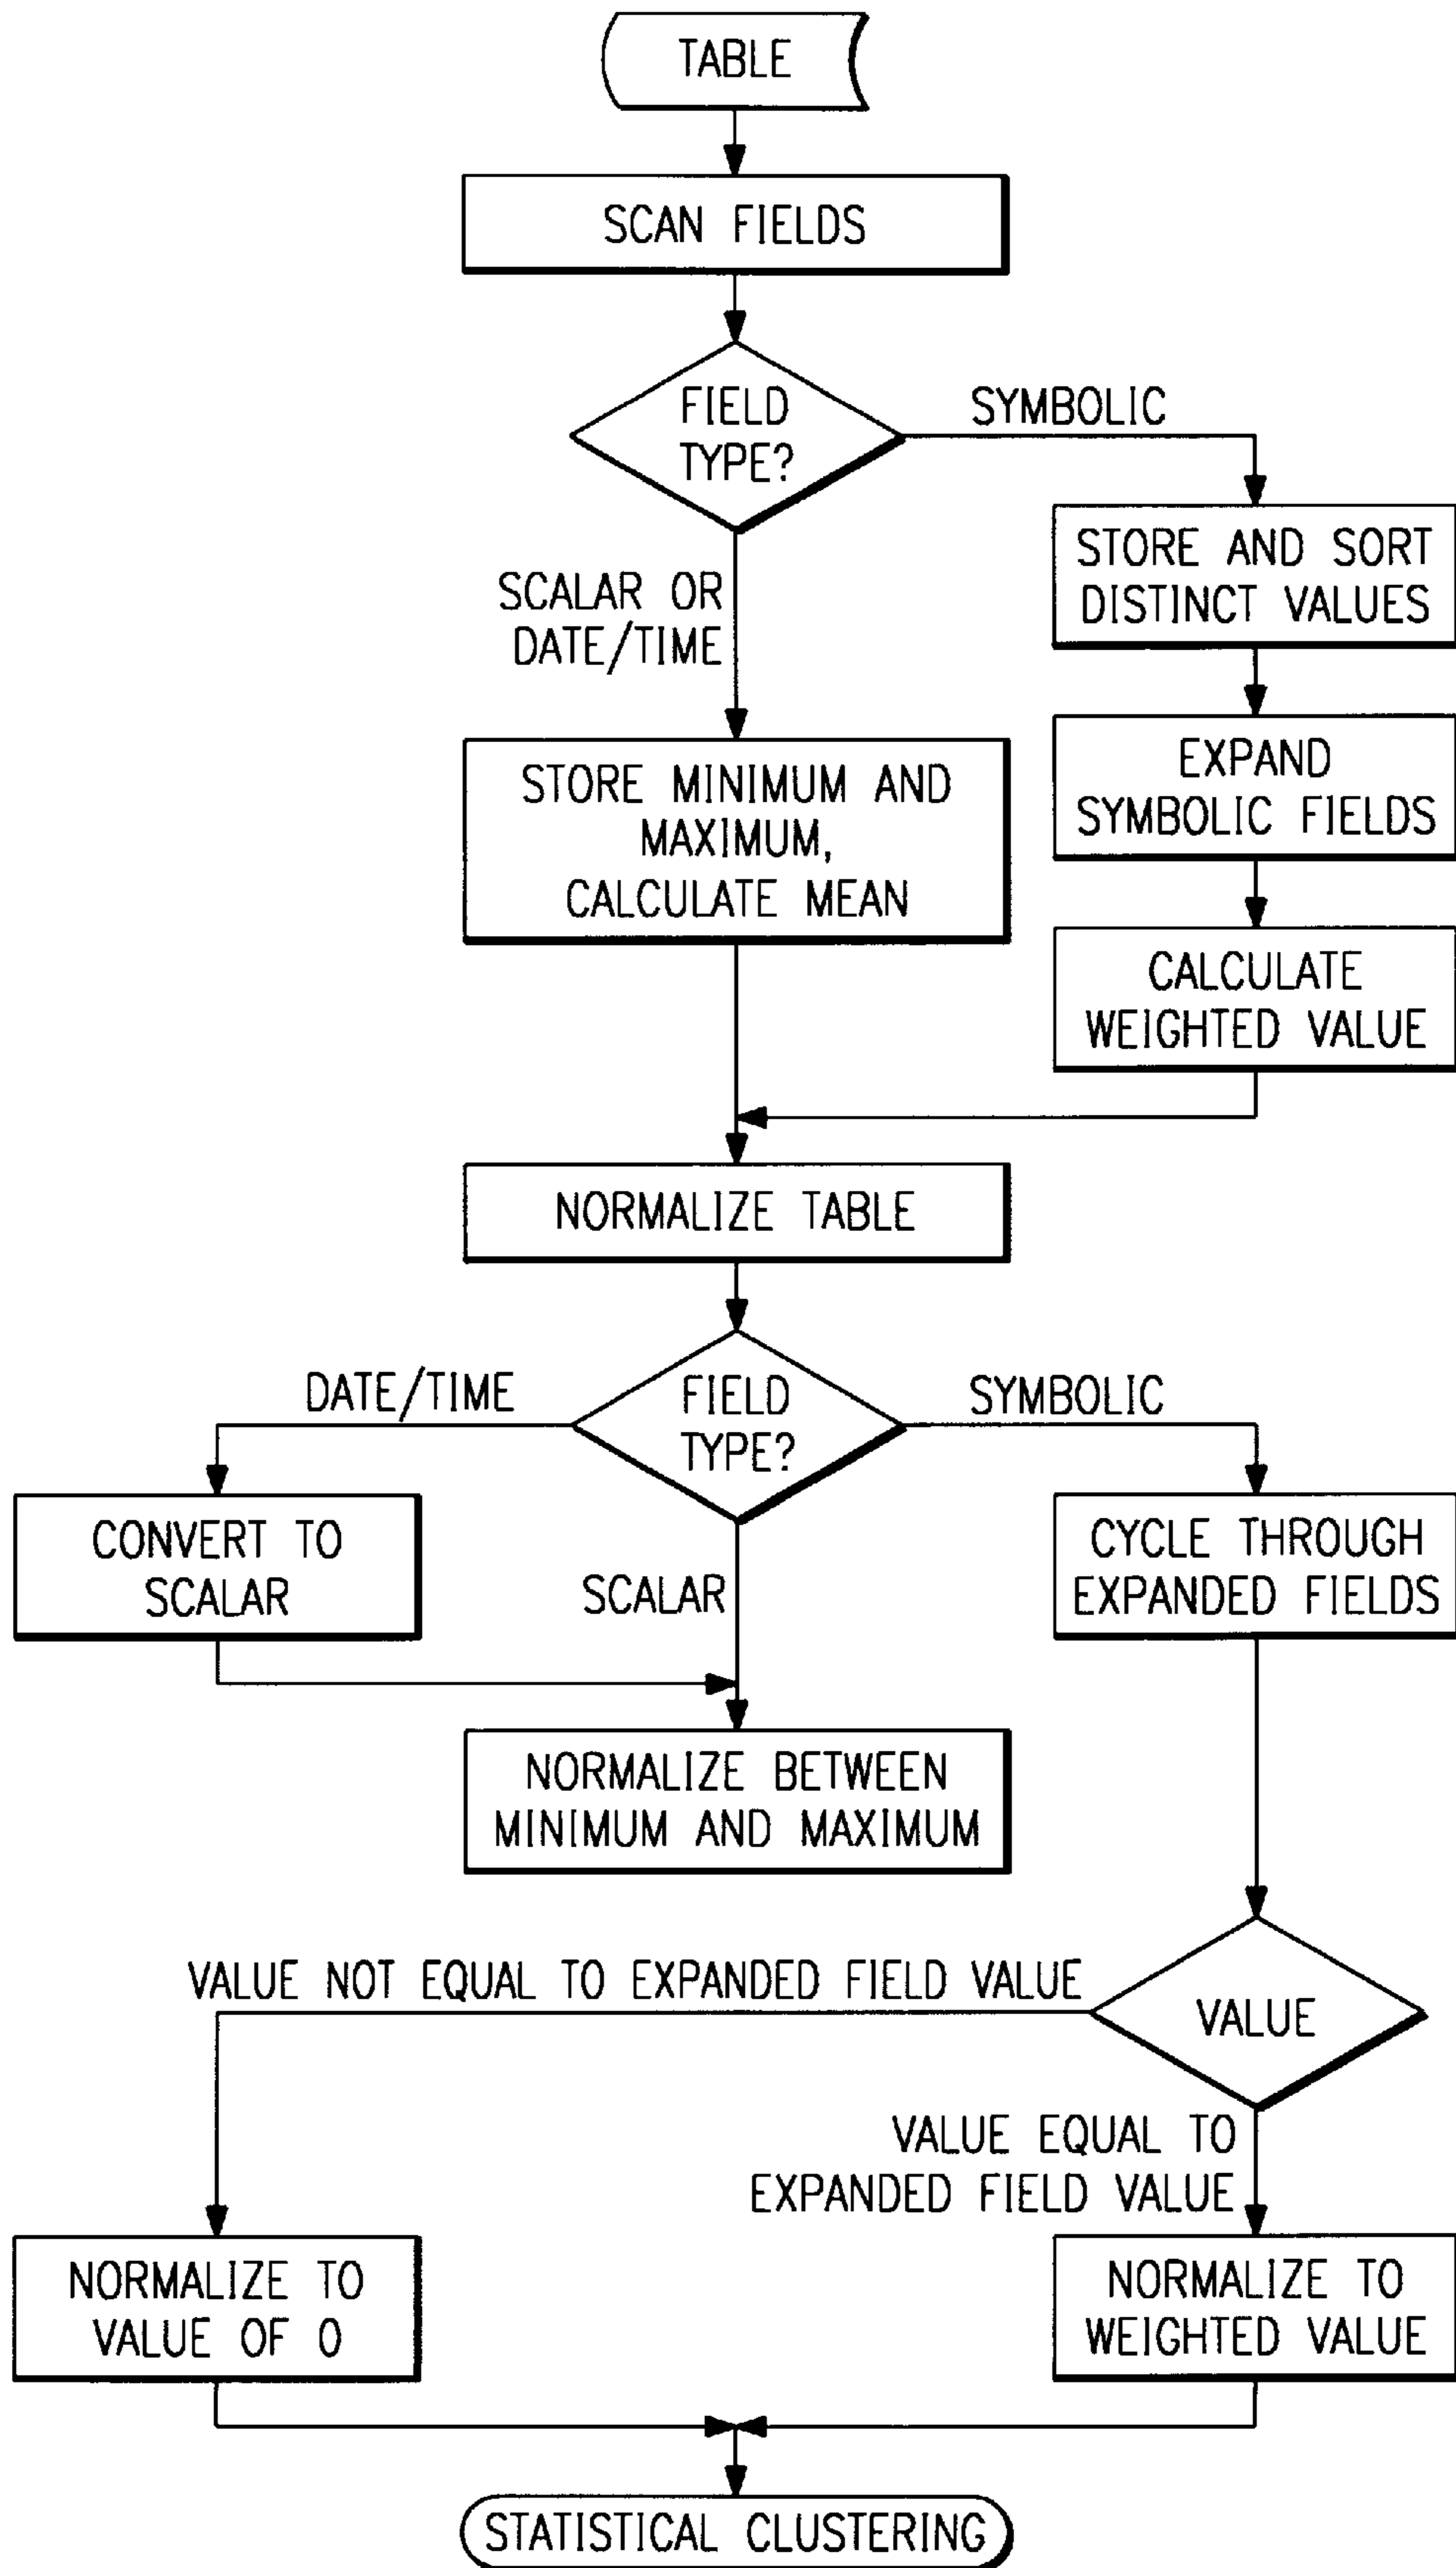 TABLE
SCAN FIELDS
FIELD
TYPE?
SYMBOLIC
STORE AND SORT
DISTINCT VALUES
SCALAR OR
DATE/TIME
EXPAND
SYMBOLIC FIELDS
STORE MINIMUM AND
MAXIMUM,
CALCULATE MEAN
CALCULATE
WEIGHTED VALUE
NORMALIZE TABLE
FIELD
TYPE?
DATE/TIME
SYMBOLIC
CONVERT TO
SCALAR
SCALAR
CYCLE THROUGH
EXPANDED FIELDS
NORMALIZE BETWEEN
MINIMUM AND MAXIMUM
VALUE NOT EQUAL TO EXPANDED FIELD VALUE
VALUE
VALUE EQUAL TO
EXPANDED FIELD VALUE
NORMALIZE TO
VALUE OF 0
NORMALIZE TO
WEIGHTED VALUE
STATISTICAL CLUSTERING